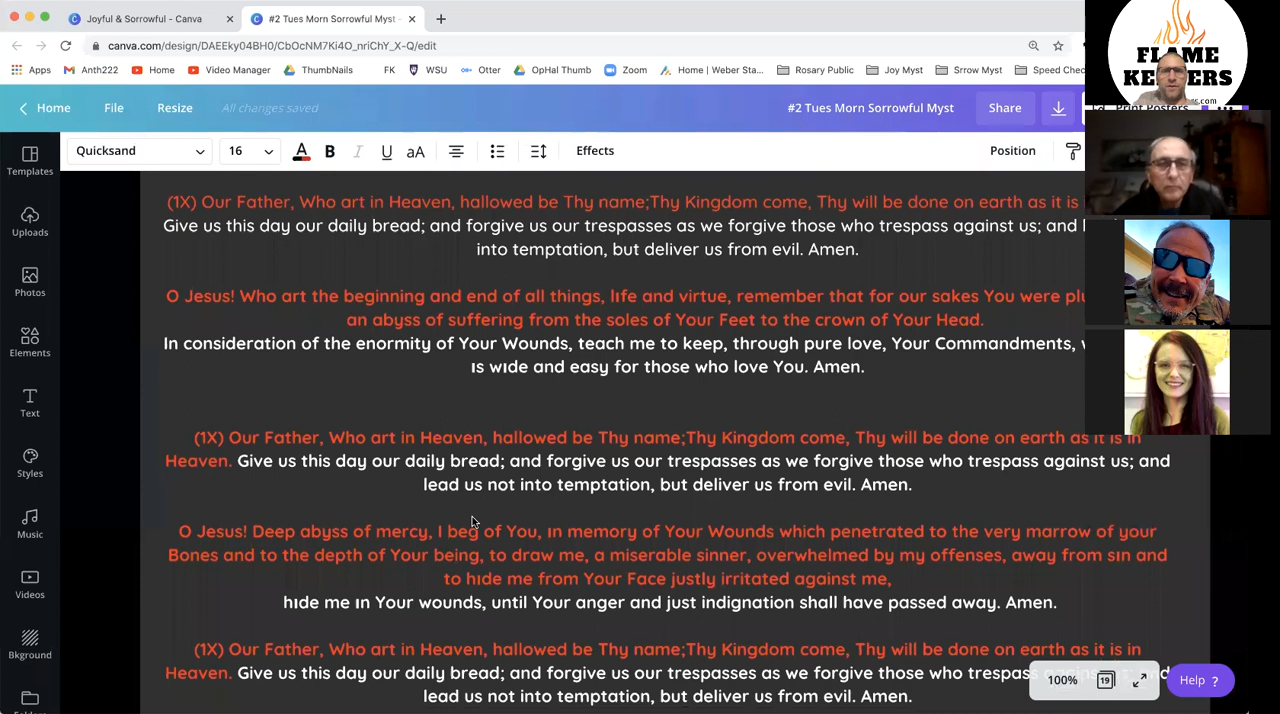 Joyful & Sorrowful - Canva
#2 Tues Morn Sorrowful Myst -
canva.com/design/DAEEky04BH0/CbOcNM7Ki4O_nriChY_X-Q/edit
Apps Anth222 Home Video Manager ThumbNails FK WSU Otter OpHal Thumb Zoom Home | Weber Sta... Rosary Public Joy Myst Srrow Myst Speed Chec
FLAME
KEEPERS
Home File Resize All changes saved #2 Tues Morn Sorrowful Myst Share
Print Posters
Quicksand 16 A B I U aA Effects Position
Templates
Uploads
Photos
Elements
Text
Styles
Music
Videos
Bkground
(1X) Our Father, Who art in Heaven, hallowed be Thy name;Thy Kingdom come, Thy will be done on earth as it is
Give us this day our daily bread; and forgive us our trespasses as we forgive those who trespass against us; and
into temptation, but deliver us from evil. Amen.
O Jesus! Who art the beginning and end of all things, life and virtue, remember that for our sakes You were
an abyss of suffering from the soles of Your Feet to the crown of Your Head.
In consideration of the enormity of Your Wounds, teach me to keep, through pure love, Your Commandments,
is wide and easy for those who love You. Amen.
(1X) Our Father, Who art in Heaven, hallowed be Thy name;Thy Kingdom come, Thy will be done on earth as it is in
Heaven. Give us this day our daily bread; and forgive us our trespasses as we forgive those who trespass against us; and
lead us not into temptation, but deliver us from evil. Amen.
O Jesus! Deep abyss of mercy, I beg of You, in memory of Your Wounds which penetrated to the very marrow of your
Bones and to the depth of Your being, to draw me, a miserable sinner, overwhelmed by my offenses, away from sin and
to hide me from Your Face justly irritated against me,
hide me in Your wounds, until Your anger and just indignation shall have passed away. Amen.
(1X) Our Father, Who art in Heaven, hallowed be Thy name;Thy Kingdom come, Thy will be done on earth as it is in
Heaven. Give us this day our daily bread; and forgive us our trespasses as we forgive those who trespass against us; and
lead us not into temptation, but deliver us from evil. Amen.
100% 19 Help ?